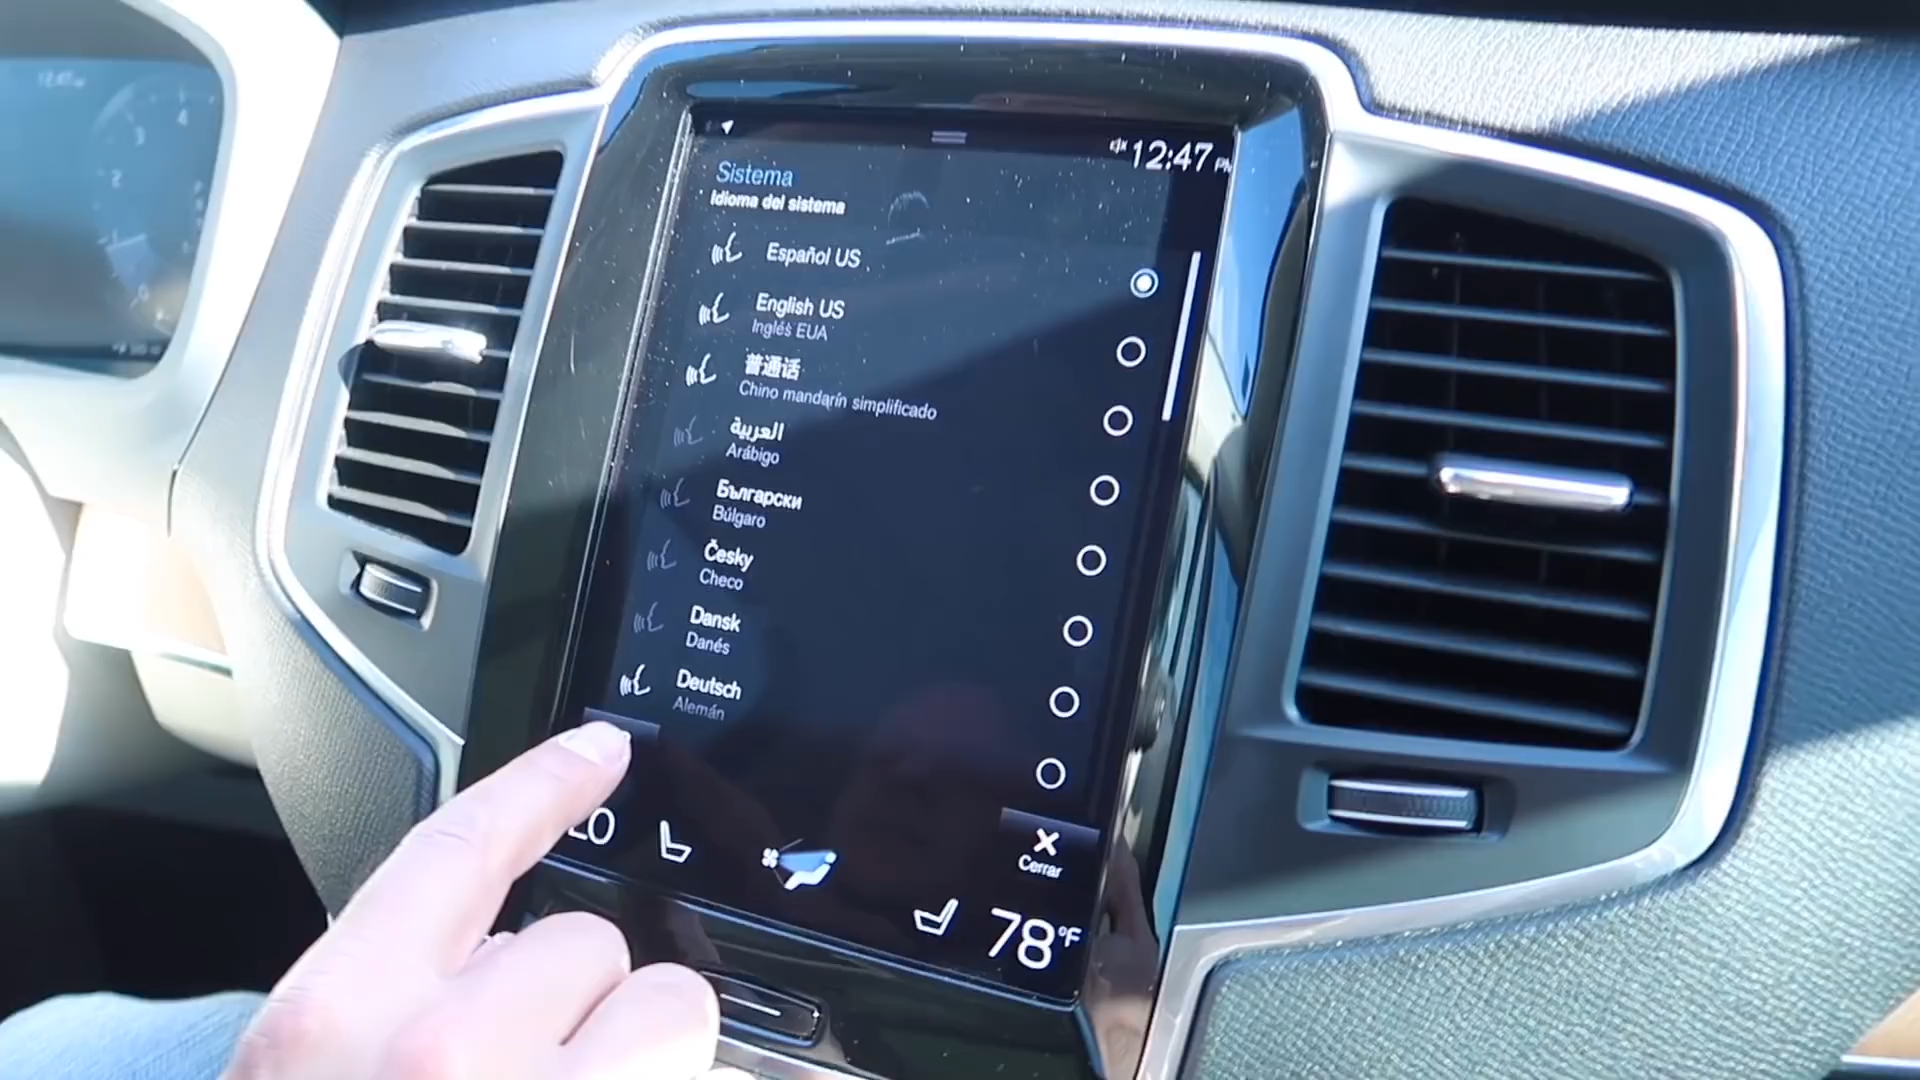 12:47 PM
Sistema
Idioma del sistema
Español US
English US
Inglés EUA
普通话
Chino mandarín simplificado
العربية
Arábigo
Български
Búlgaro
Česky
Checo
Dansk
Danés
Deutsch
Alemán
LO
Cerrar
78°F